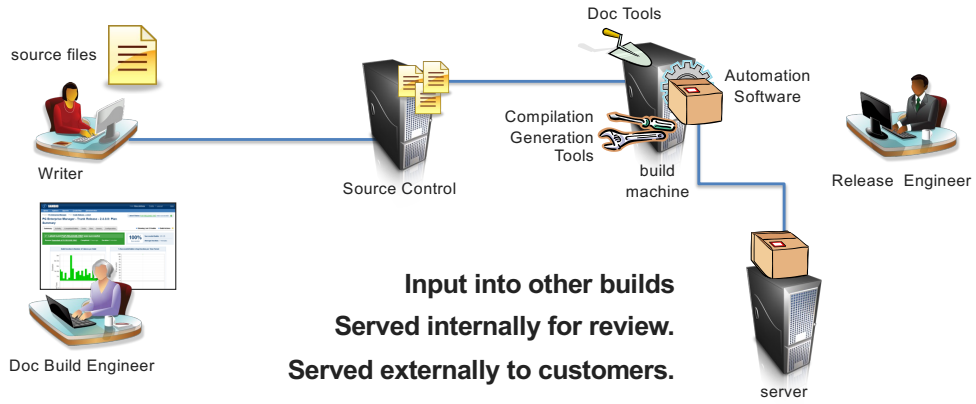 Doc Tools
source files
Automation
Software
Compilation
Generation
Tools
Writer
Source Control
build
machine
Release Engineer
100%
Input into other builds
Served internally for review.
Served externally to customers.
Doc Build Engineer
server